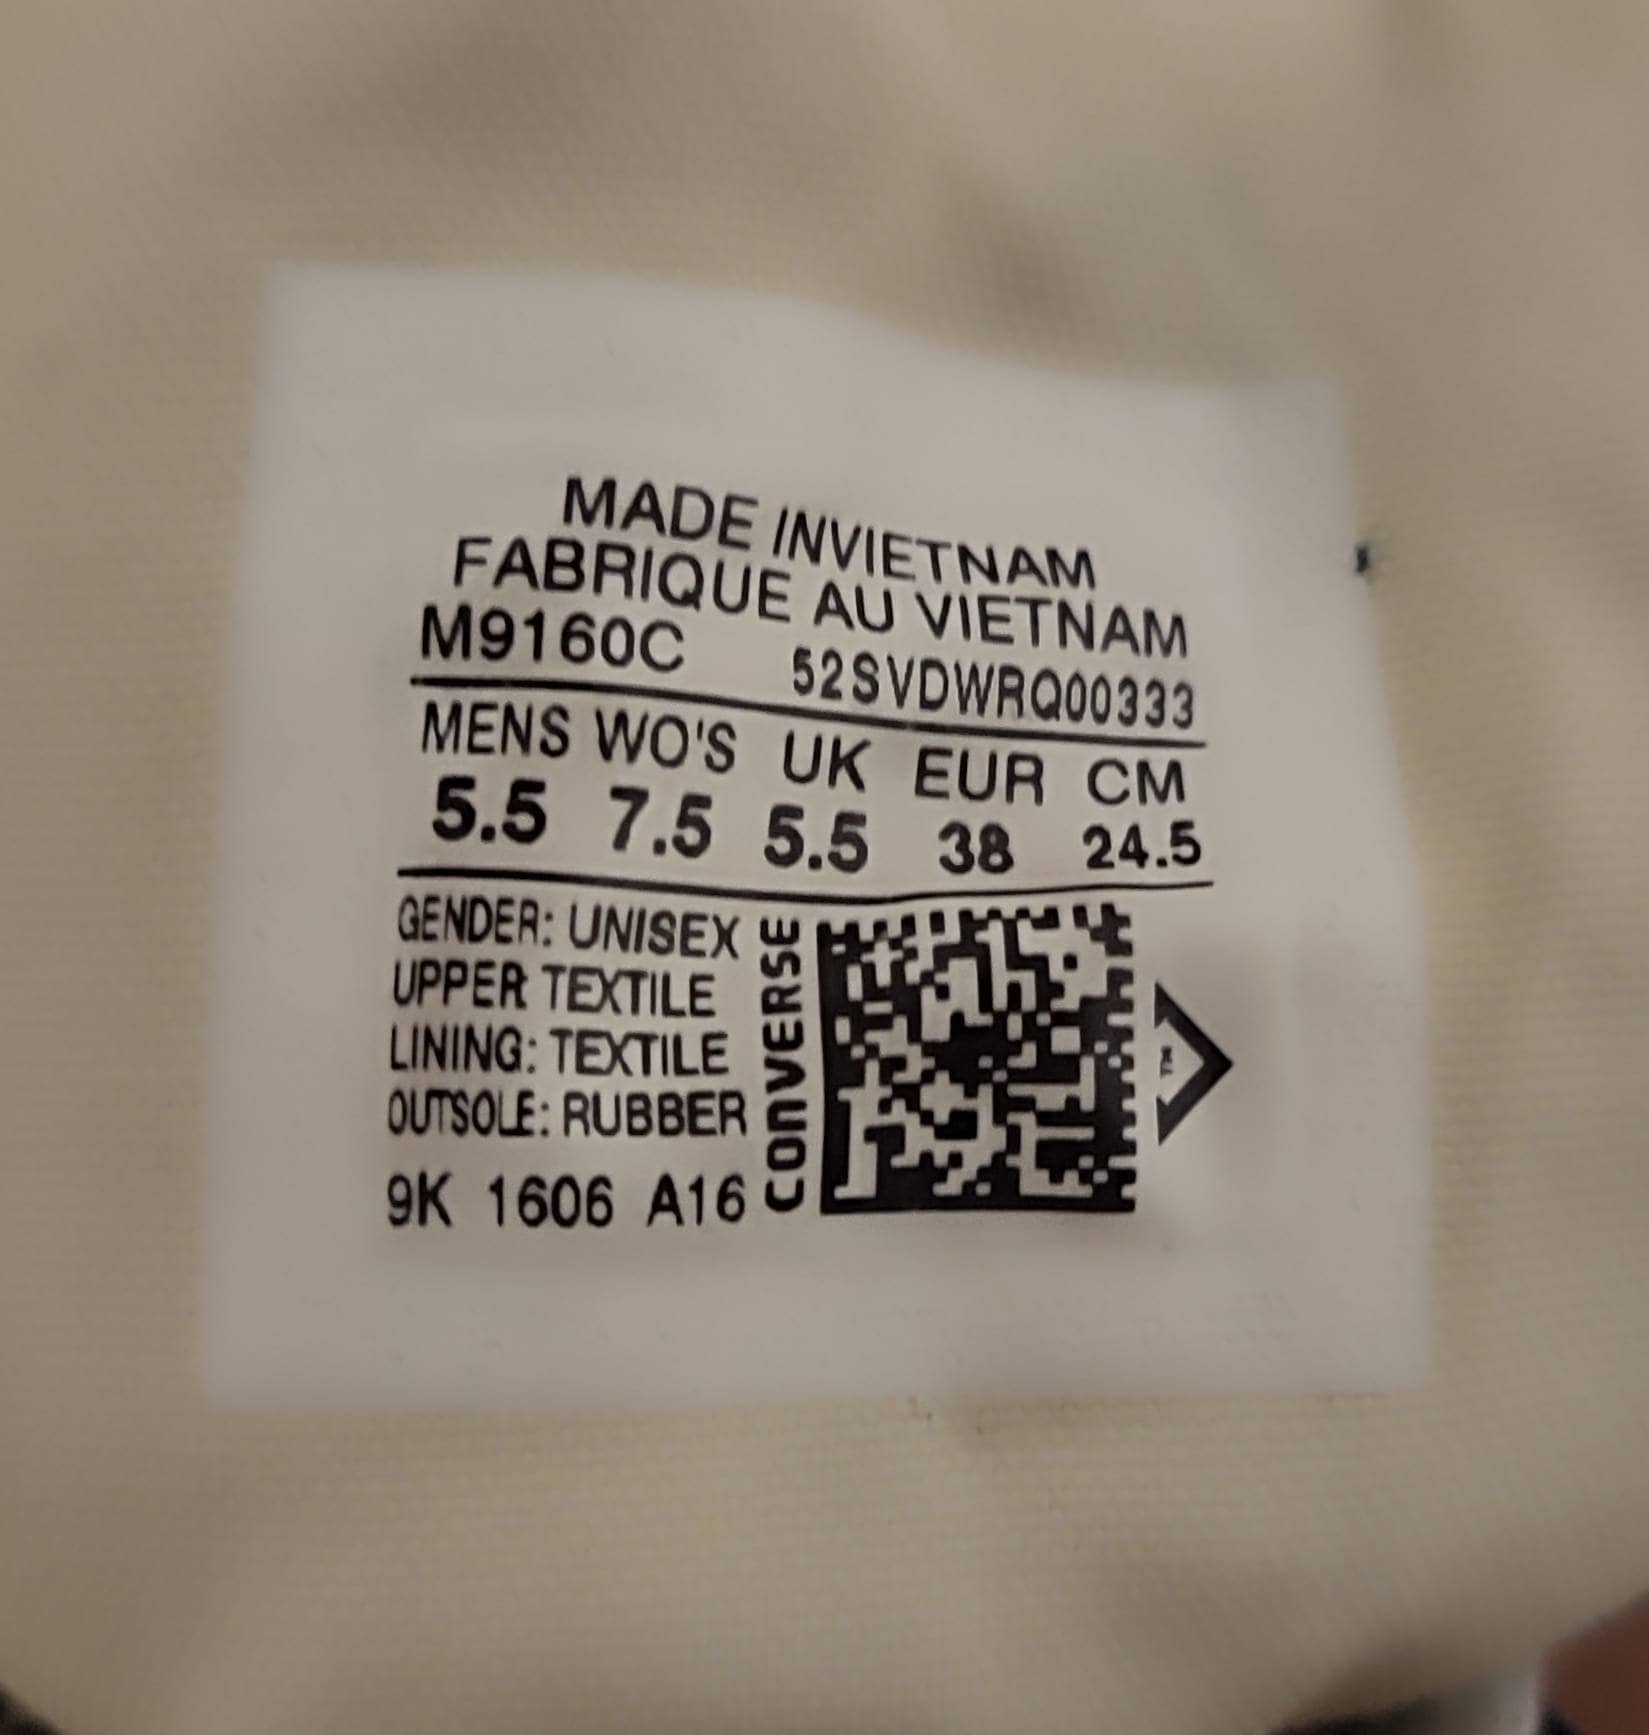 MADE INVIETNAM
FABRIQUE AU VIETNAM
M9160C 52SVDWRQ00333
MENS WO'S UK EUR CM
5.5 7.5 5.5 38 24.5
GENDER: UNISEX
UPPER TEXTILE
LINING: TEXTILE
OUTSOLE: RUBBER
9K 1606 A16
CONVERSE
TM